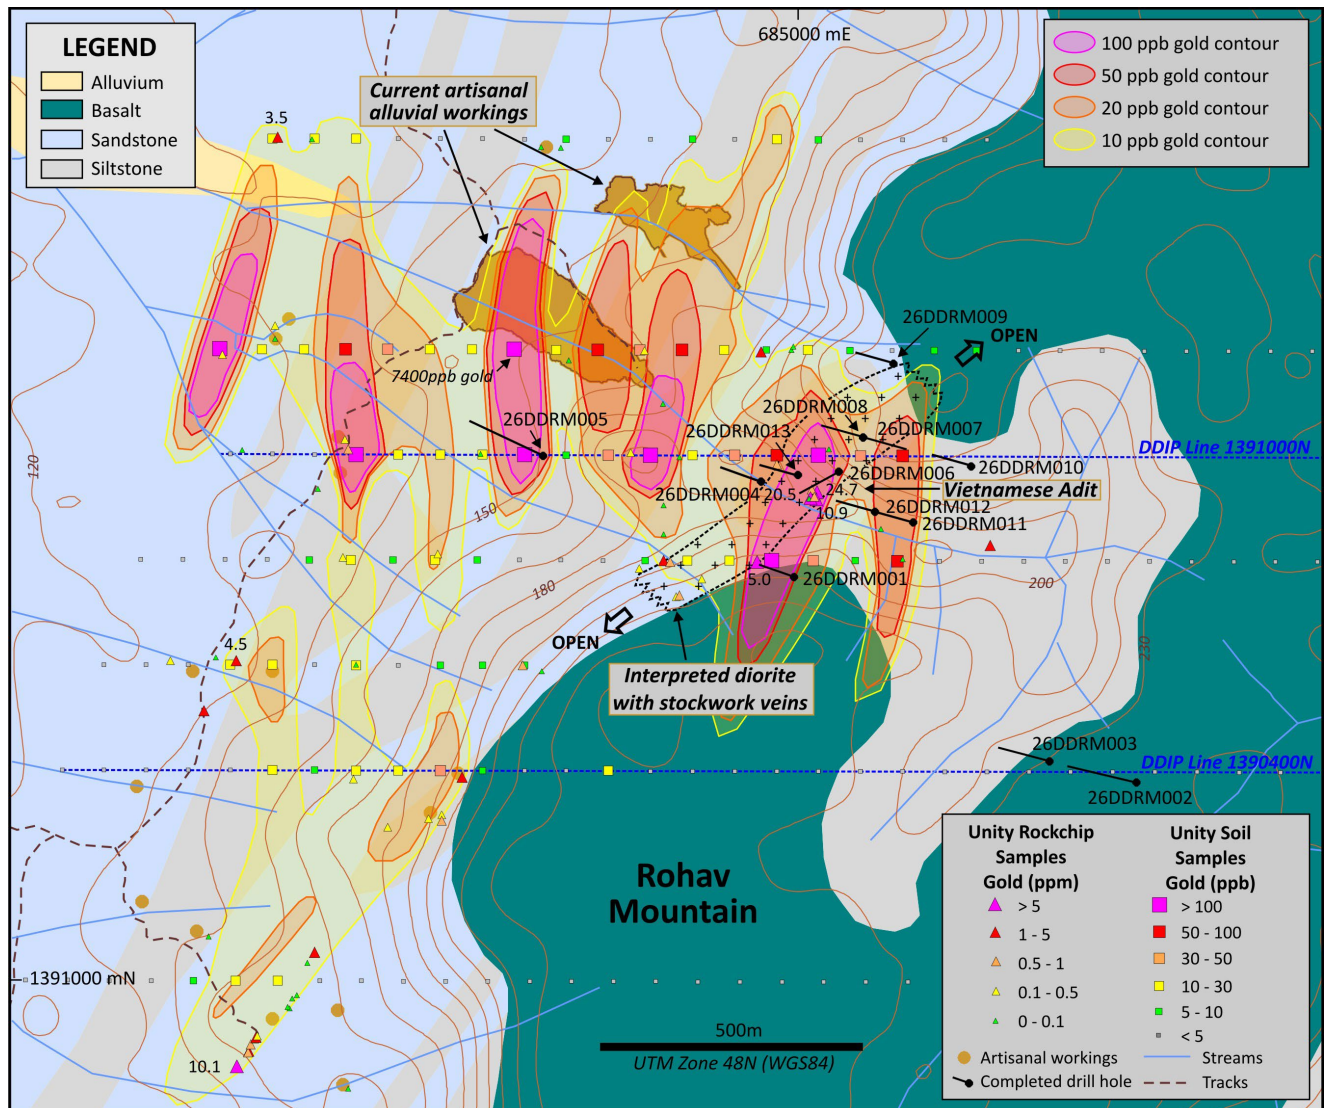 685000 mE
LEGEND
Alluvium
Basalt
Sandstone
Siltstone
100 ppb gold contour
50 ppb gold contour
20 ppb gold contour
10 ppb gold contour
Current artisanal
alluvial workings
3.5
26DDRM009
OPEN
7400ppb gold
26DDRM005
26DDRM008
26DDRM013
26DDRM007
DDIP Line 1391000N
120
26DDRM010
26DDRM006
26DDRM004
20.5
24.7
Vietnamese Adit
10.9
26DDRM012
26DDRM011
150
180
5.0
26DDRM001
200
OPEN
4.5
230
Interpreted diorite
with stockwork veins
26DDRM003
DDIP Line 1390400N
26DDRM002
Rohav
Mountain
1391000 mN
10.1
500m
UTM Zone 48N (WGS84)
Unity Rockchip
Samples
Gold (ppm)
> 5
1 - 5
0.5 - 1
0.1 - 0.5
0 - 0.1
Unity Soil
Samples
Gold (ppb)
> 100
50 - 100
30 - 50
10 - 30
5 - 10
< 5
Artisanal workings
Streams
Completed drill hole
Tracks